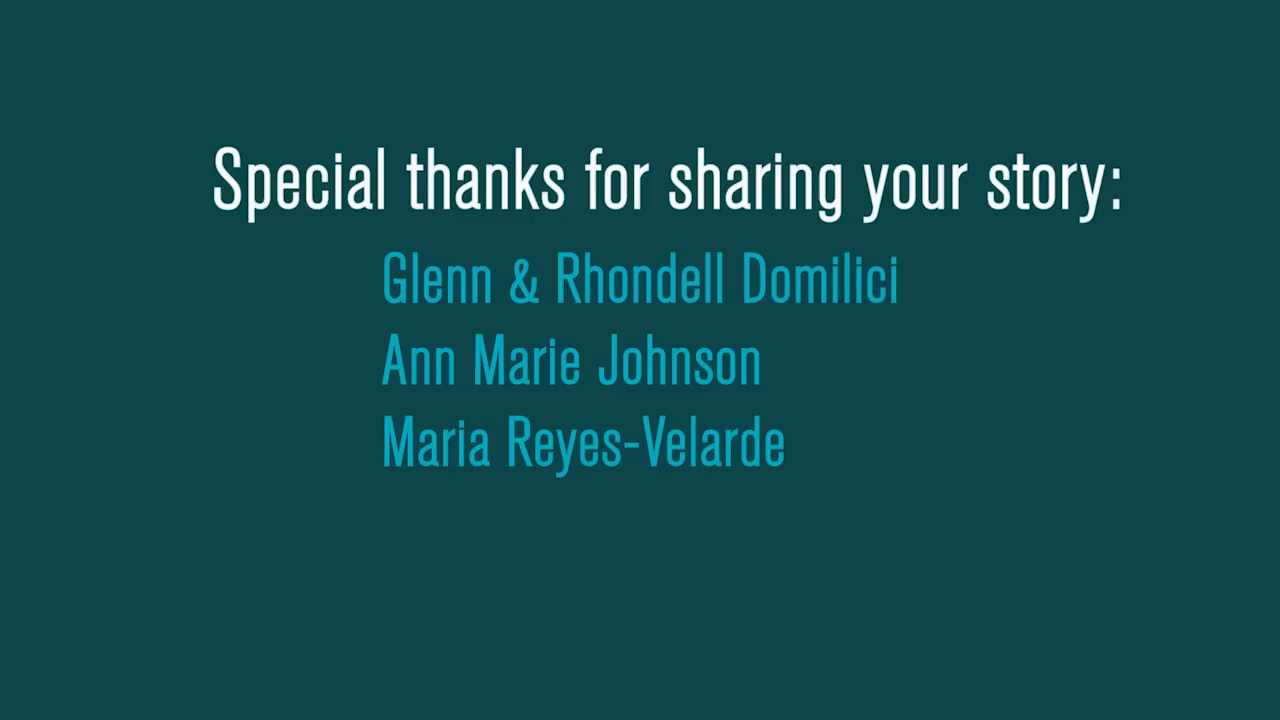 Special thanks for sharing your story:
Glenn & Rhondell Domilici
Ann Marie Johnson
Maria Reyes-Velarde